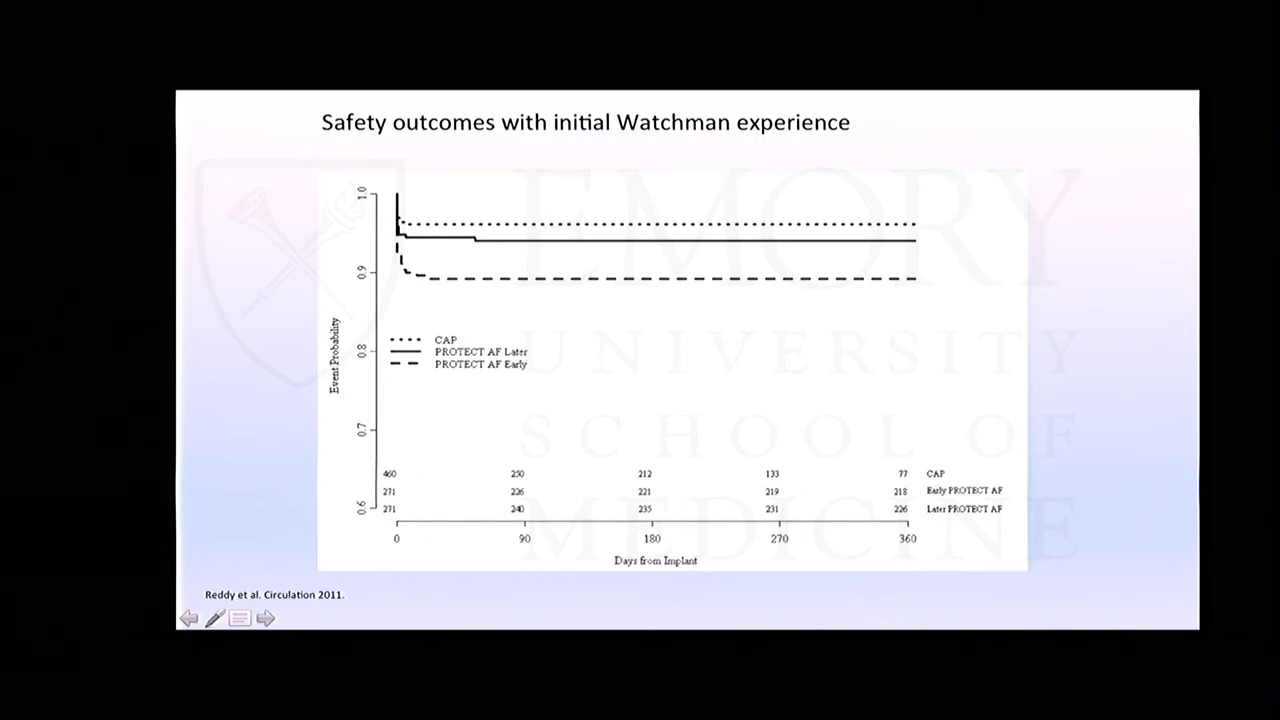 Safety outcomes with initial Watchman experience
EMORY
UNIVERSITY
SCHOOL OF
MEDICINE
1.0
0.9
0.8
0.7
0.6
Event Probability
CAP
PROTECT AF Later
PROTECT AF Early
460 250 212 133 77 CAP
271 226 221 219 218 Early PROTECT AF
271 240 235 231 226 Later PROTECT AF
0 90 180 270 360
Days from Implant
Reddy et al. Circulation 2011.